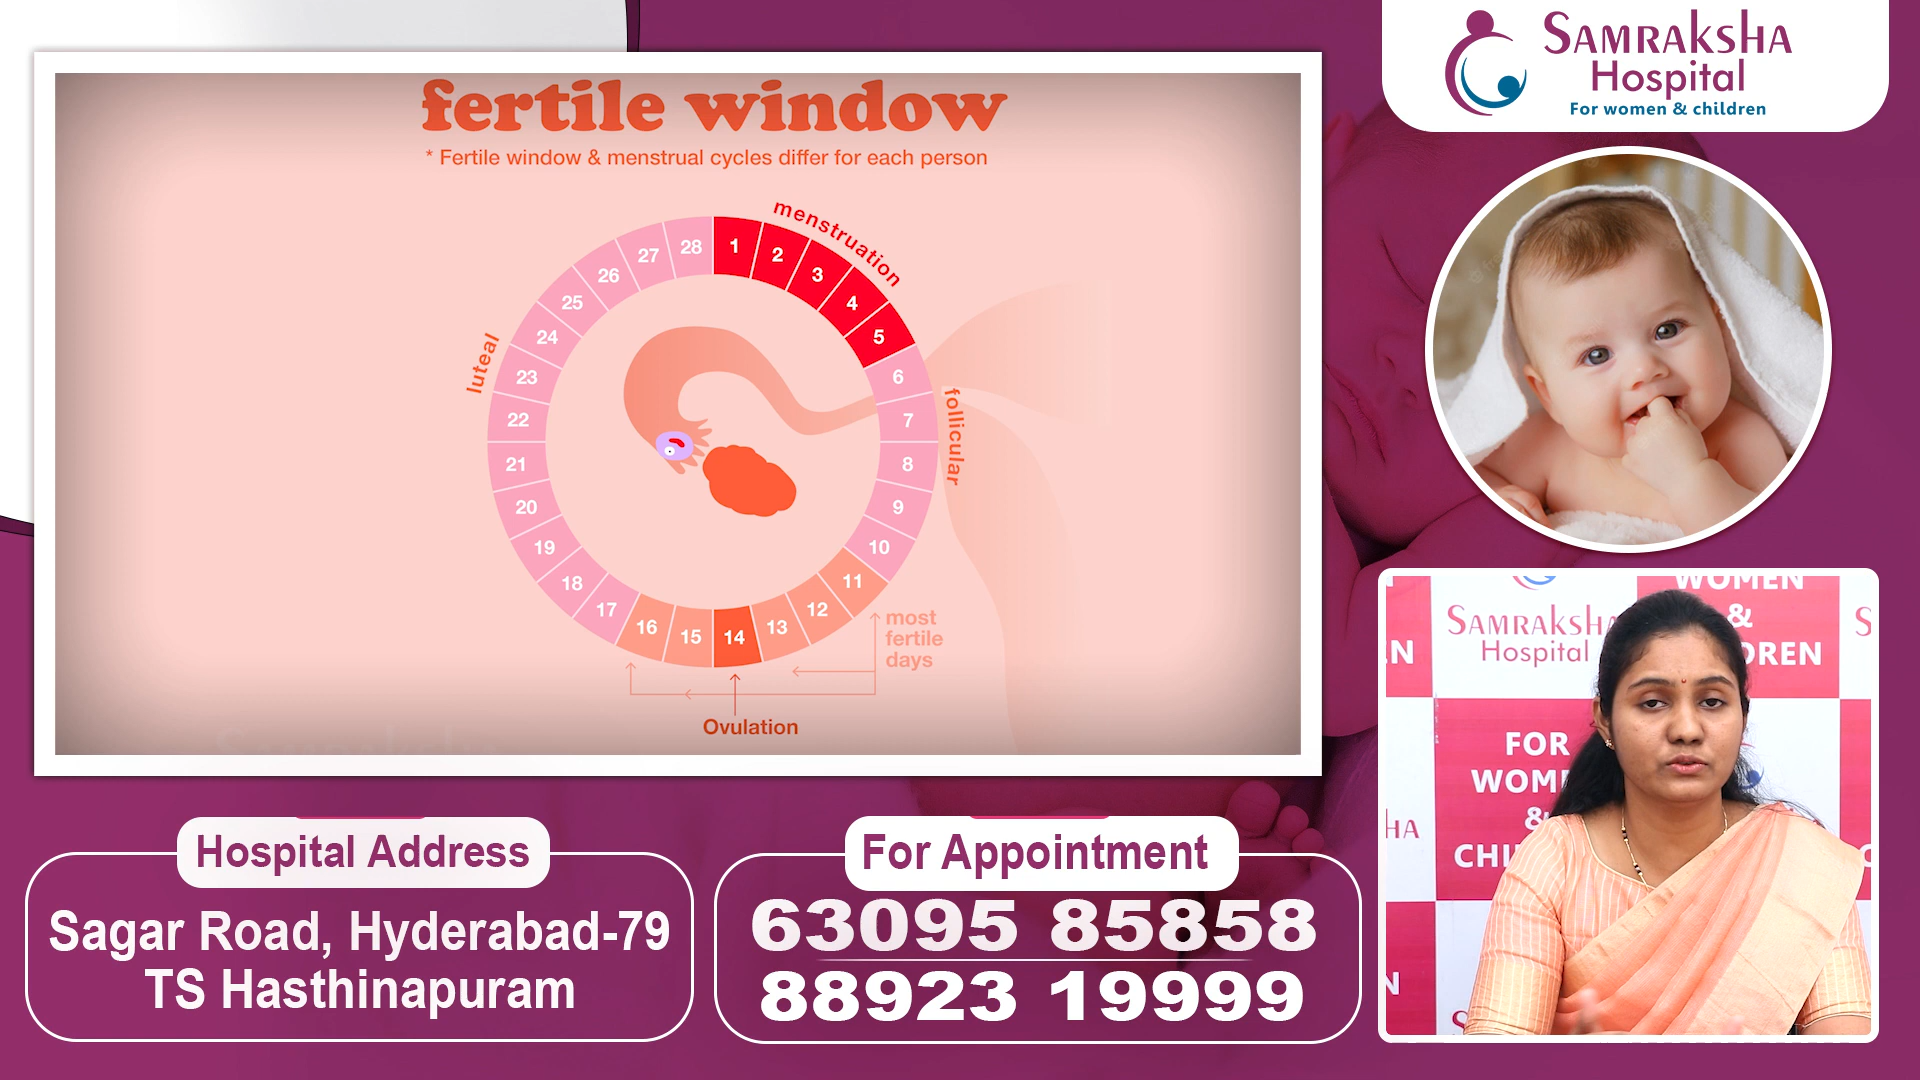 fertile window
* Fertile window & menstrual cycles differ for each person
menstruation
1
2
3
4
5
6
7
8
9
10
11
12
13
14
15
16
17
18
19
20
21
22
23
24
25
26
27
28
luteal
follicular
most
fertile
days
Ovulation
Samraksha
SAMRAKSHA
Hospital
For women & children
WOMEN
&
SAMRAKSHA
Hospital
FOR
&
HA
Hospital Address
Sagar Road, Hyderabad-79
TS Hasthinapuram
For Appointment
63095 85858
88923 19999